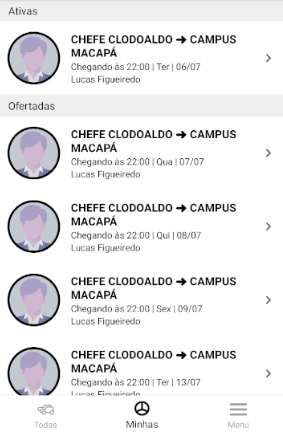 Ativas
CHEFE CLODOALDO ➔ CAMPUS
MACAPÁ
Chegando às 22:00 | Ter | 06/07
Lucas Figueiredo
Ofertadas
CHEFE CLODOALDO ➔ CAMPUS
MACAPÁ
Chegando às 22:00 | Qua | 07/07
Lucas Figueiredo
CHEFE CLODOALDO ➔ CAMPUS
MACAPÁ
Chegando às 22:00 | Qui | 08/07
Lucas Figueiredo
CHEFE CLODOALDO ➔ CAMPUS
MACAPÁ
Chegando às 22:00 | Sex | 09/07
Lucas Figueiredo
CHEFE CLODOALDO ➔ CAMPUS
MACAPÁ
Chegando às 22:00 | Ter | 13/07
Lucas Figueiredo
Todas
Minhas
Menu